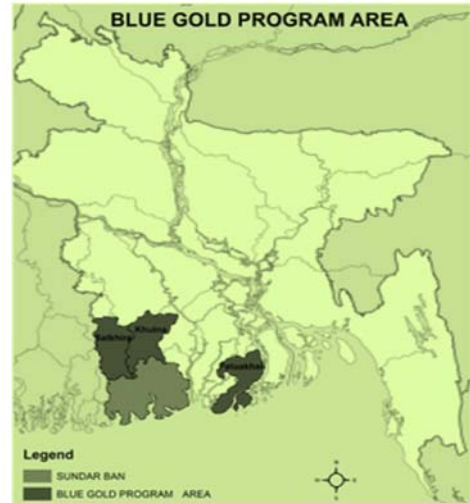 BLUE GOLD PROGRAM AREA
Khulna
Satkhira
Patuakhali
Legend
SUNDAR BAN
BLUE GOLD PROGRAM AREA
N
W
E
S